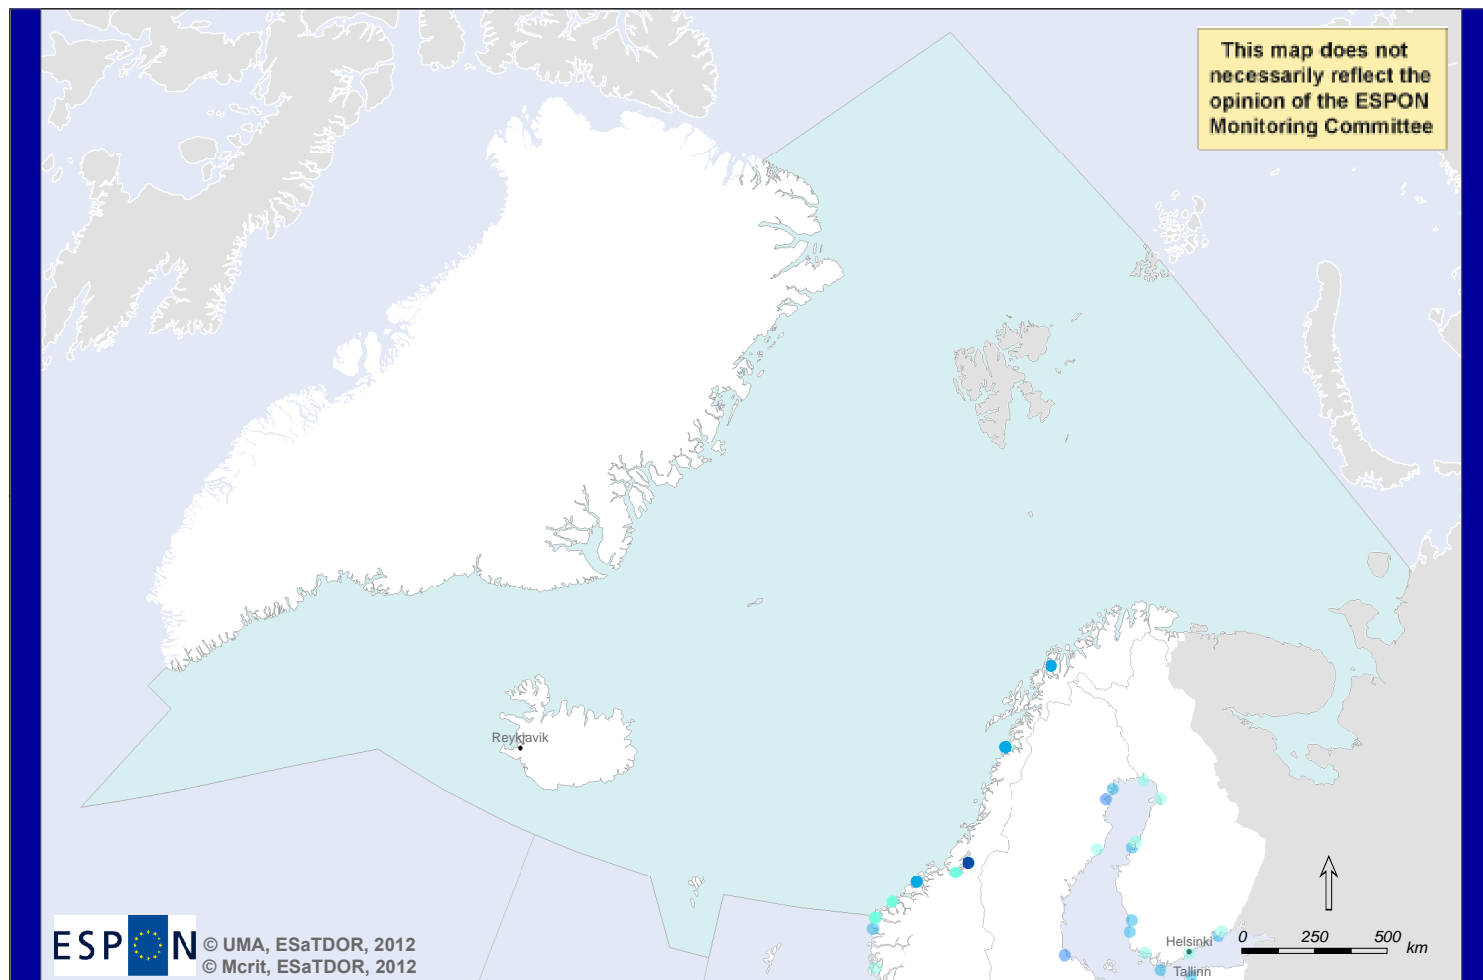 This map does not
necessarily reflect the
opinion of the ESPON
Monitoring Committee
Reykjavik
Helsinki
Tallinn
0 250 500 km
ESPON
© UMA, ESaTDOR, 2012
© Mcrit, ESaTDOR, 2012